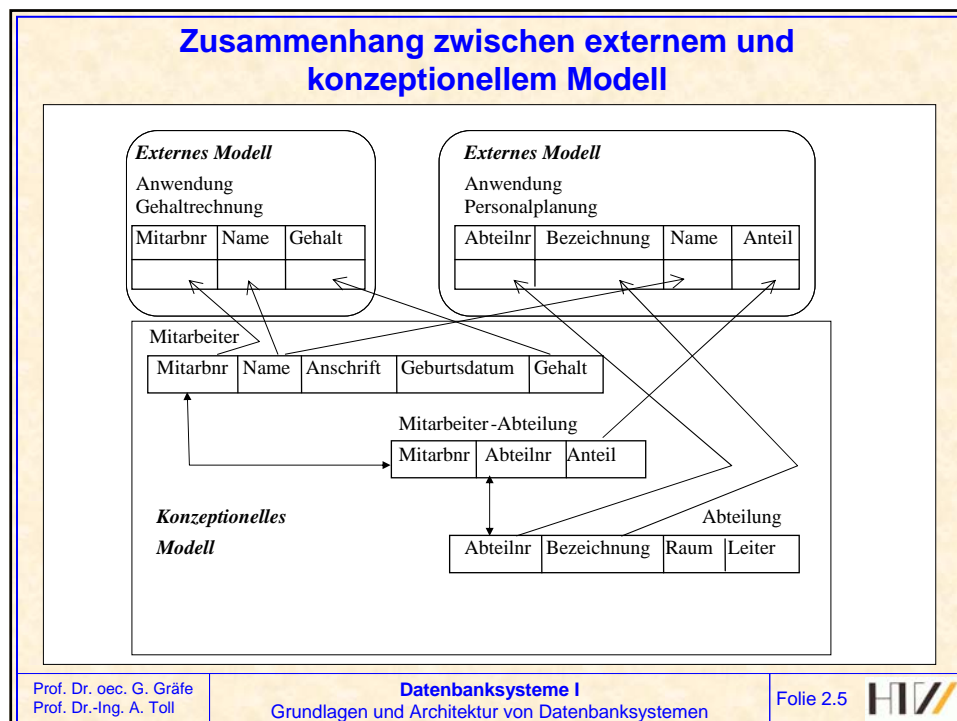 Zusammenhang zwischen externem und
konzeptionellem Modell
Externes Modell
Anwendung
Gehaltrechnung
Mitarbnr Name Gehalt
Externes Modell
Anwendung
Personalplanung
Abteilnr Bezeichnung Name Anteil
Mitarbeiter
Mitarbnr Name Anschrift Geburtsdatum Gehalt
Mitarbeiter-Abteilung
Mitarbnr Abteilnr Anteil
Konzeptionelles
Modell
Abteilung
Abteilnr Bezeichnung Raum Leiter
Prof. Dr. oec. G. Gräfe
Prof. Dr.-Ing. A. Toll
Datenbanksysteme I
Grundlagen und Architektur von Datenbanksystemen
Folie 2.5
HTW